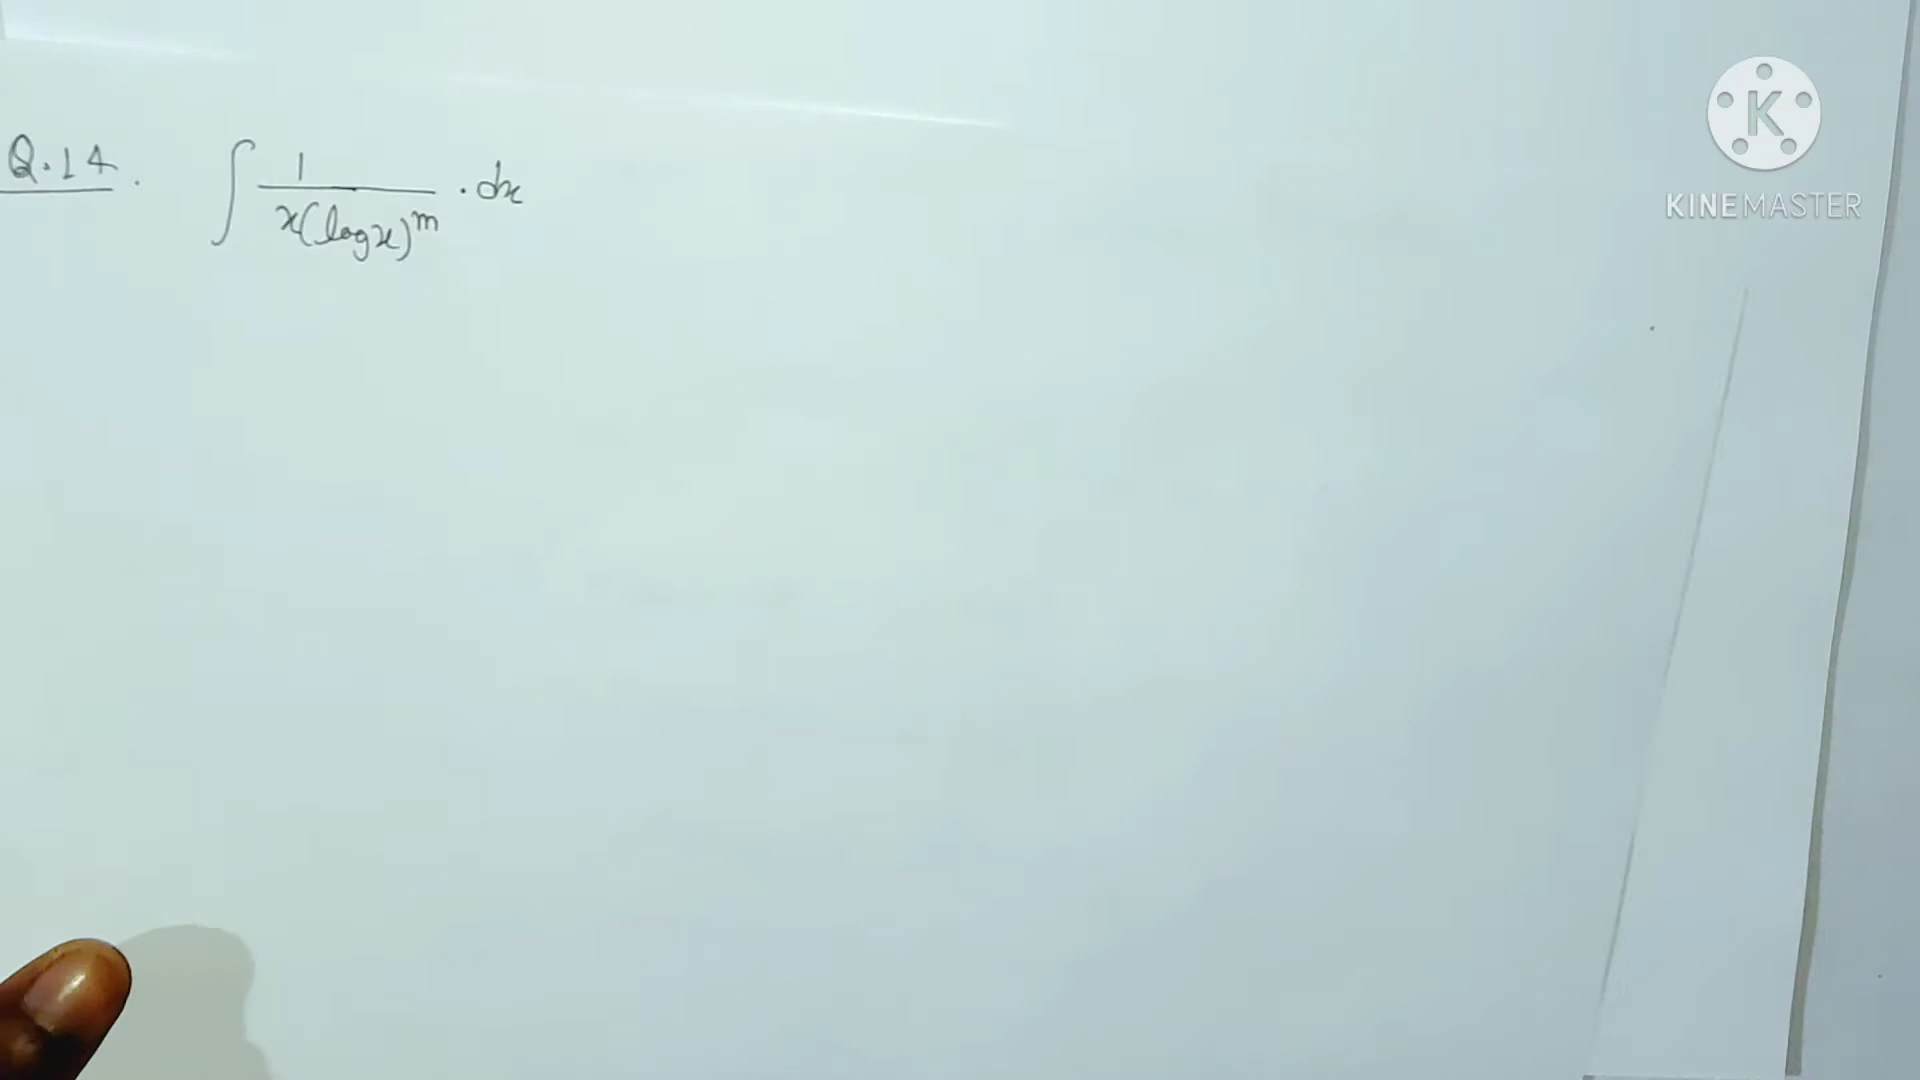 Q.14. ∫ 1/x(log x)^m . dx
K
KINEMASTER